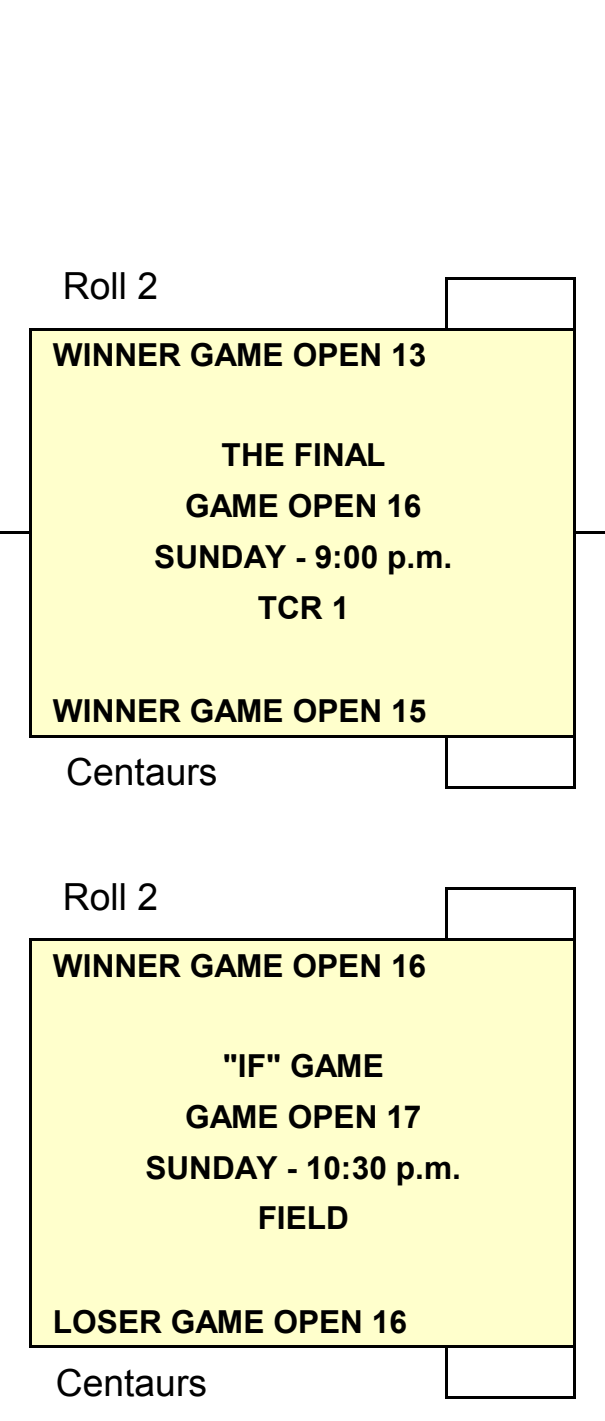 Roll 2
WINNER GAME OPEN 13
THE FINAL
GAME OPEN 16
SUNDAY - 9:00 p.m.
TCR 1
WINNER GAME OPEN 15
Centaurs
Roll 2
WINNER GAME OPEN 16
"IF" GAME
GAME OPEN 17
SUNDAY - 10:30 p.m.
FIELD
LOSER GAME OPEN 16
Centaurs